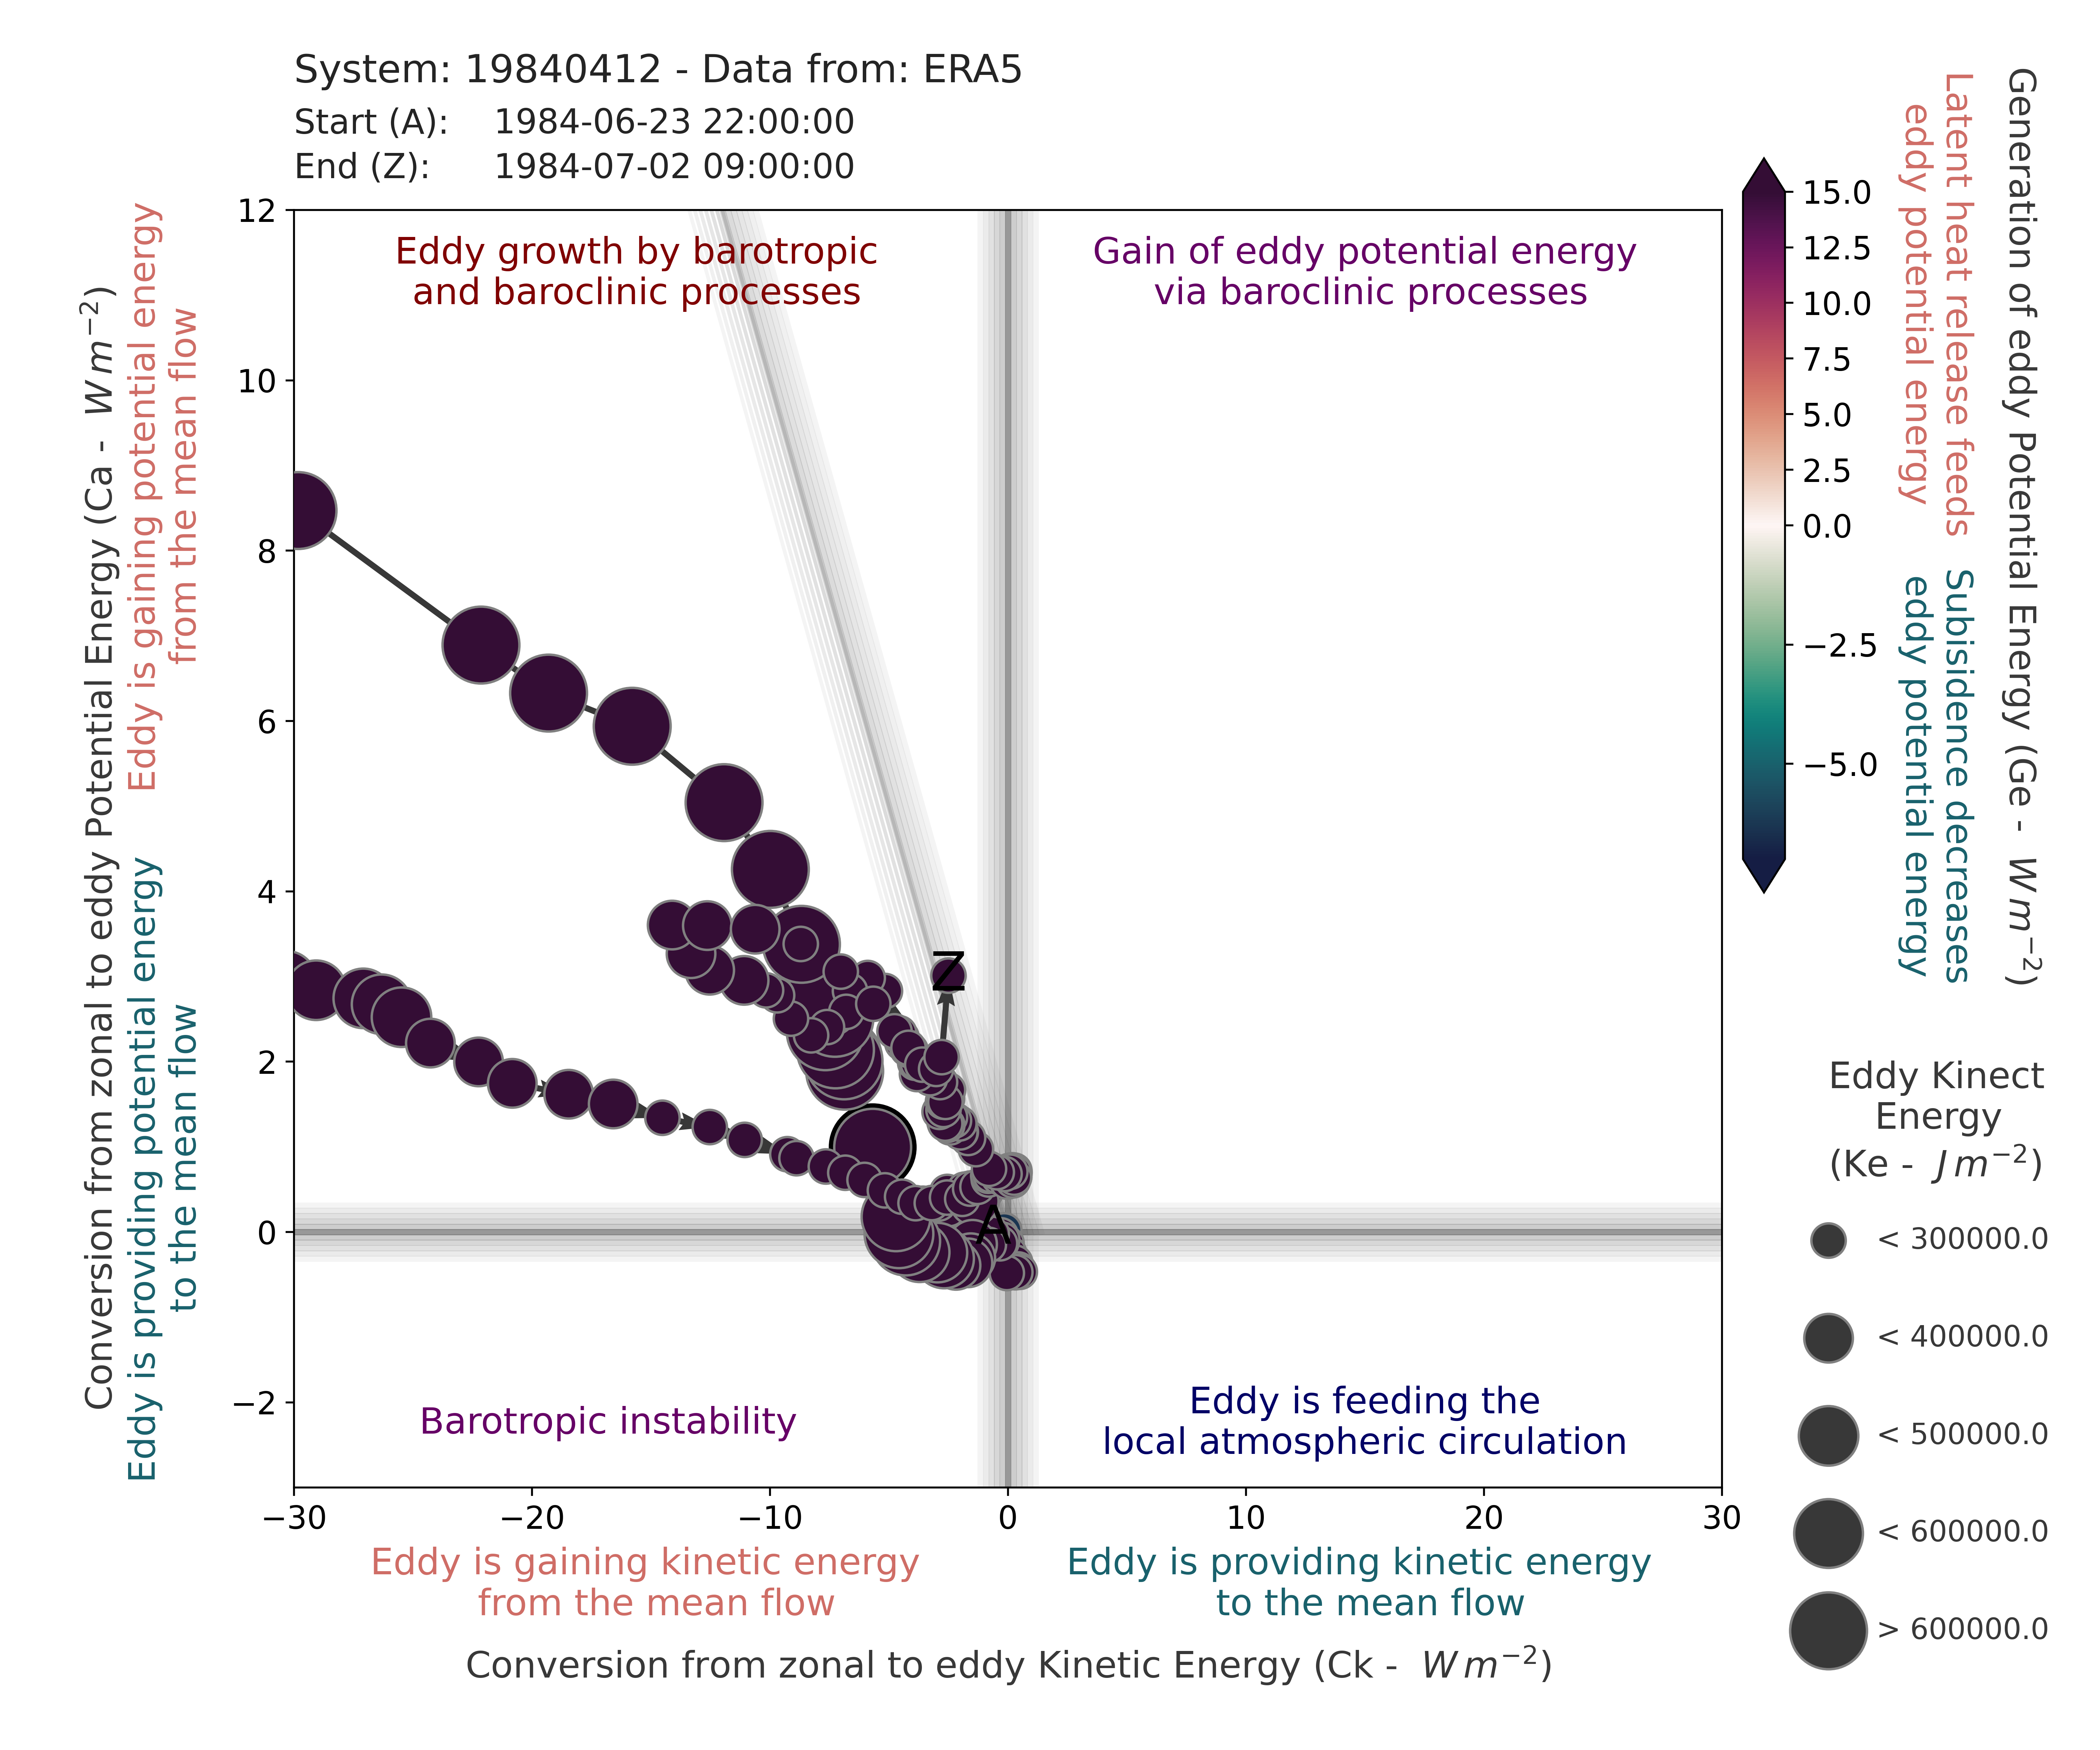 System: 19840412 - Data from: ERA5
Start (A): 1984-06-23 22:00:00
End (Z): 1984-07-02 09:00:00
Conversion from zonal to eddy Potential Energy (Ca - W m⁻²)
Eddy is gaining potential energy
from the mean flow
Eddy is providing potential energy
to the mean flow
12
10
8
6
4
2
0
−2
Eddy growth by barotropic
and baroclinic processes
Gain of eddy potential energy
via baroclinic processes
Z
A
Barotropic instability
Eddy is feeding the
local atmospheric circulation
−30
−20
−10
0
10
20
30
Eddy is gaining kinetic energy
from the mean flow
Eddy is providing kinetic energy
to the mean flow
Conversion from zonal to eddy Kinetic Energy (Ck - W m⁻²)
15.0
12.5
10.0
7.5
5.0
2.5
0.0
−2.5
−5.0
Latent heat release feeds
eddy potential energy
Subisidence decreases
eddy potential energy
Generation of eddy Potential Energy (Ge - W m⁻²)
Eddy Kinect
Energy
(Ke - J m⁻²)
< 300000.0
< 400000.0
< 500000.0
< 600000.0
> 600000.0